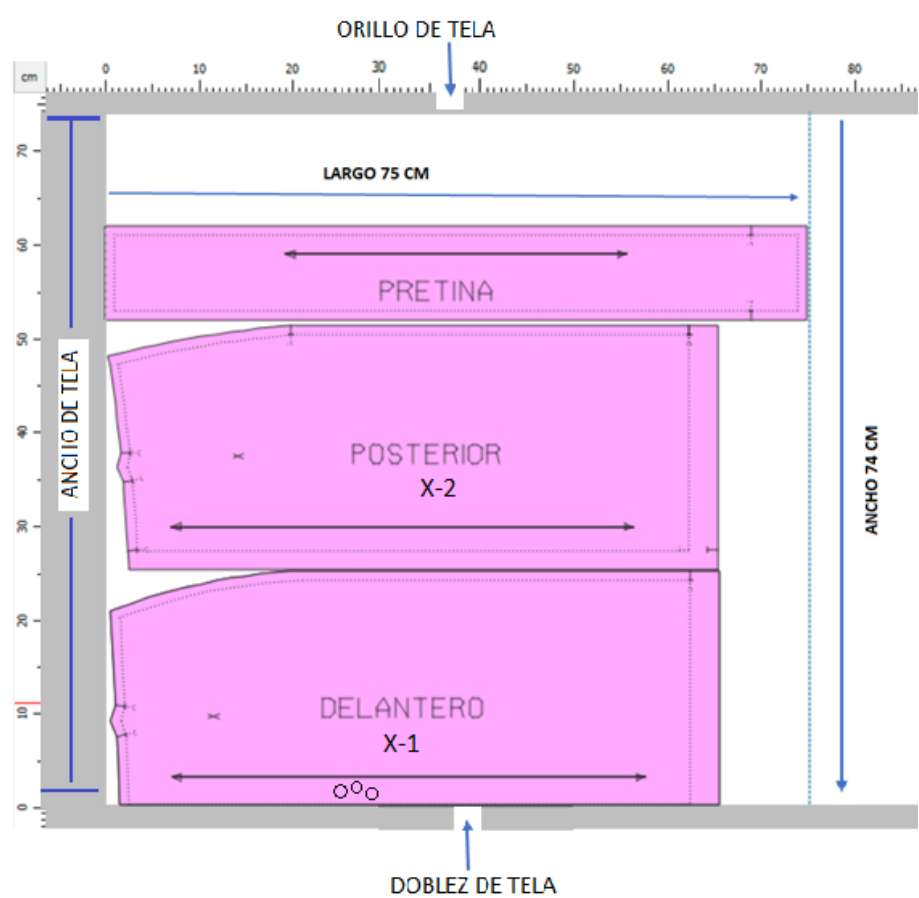 ORILLO DE TELA
cm
0 10 20 30 40 50 60 70 80
LARGO 75 CM
70
60
50
40
30
20
10
0
ANCHO DE TELA
PRETINA
POSTERIOR
X-2
ANCHO 74 CM
DELANTERO
X-1
DOBLEZ DE TELA